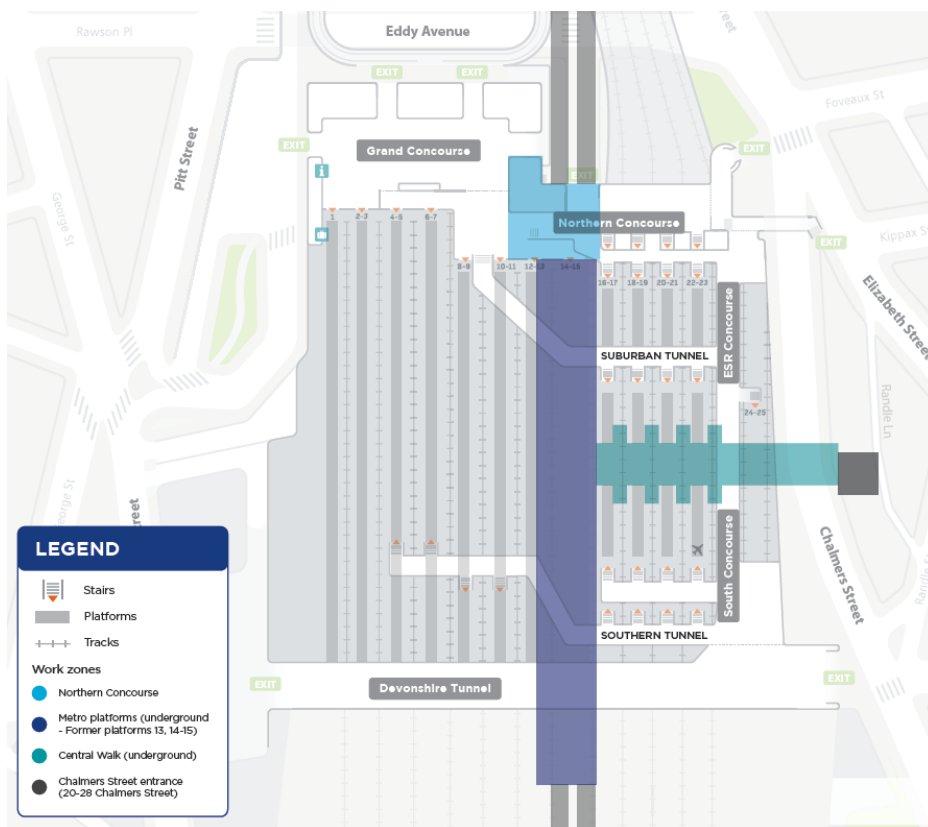 Rawson Pl
Eddy Avenue
EXIT
EXIT
Pitt Street
Foveaux St
EXIT
Grand Concourse
EXIT
i
EXIT
George St
1
2-3
4-5
6-7
Northern Concourse
Kippax St
EXIT
8-9
10-11
12-13
14-15
16-17
18-19
20-21
22-23
Elizabeth Street
ESR Concourse
SUBURBAN TUNNEL
Randle Ln
24-25
George St
Street
South Concourse
Chalmers Street
SOUTHERN TUNNEL
EXIT
Devonshire Tunnel
EXIT
LEGEND
Stairs
Platforms
Tracks
Work zones
Northern Concourse
Metro platforms (underground
- Former platforms 13, 14-15)
Central Walk (underground)
Chalmers Street entrance
(20-28 Chalmers Street)